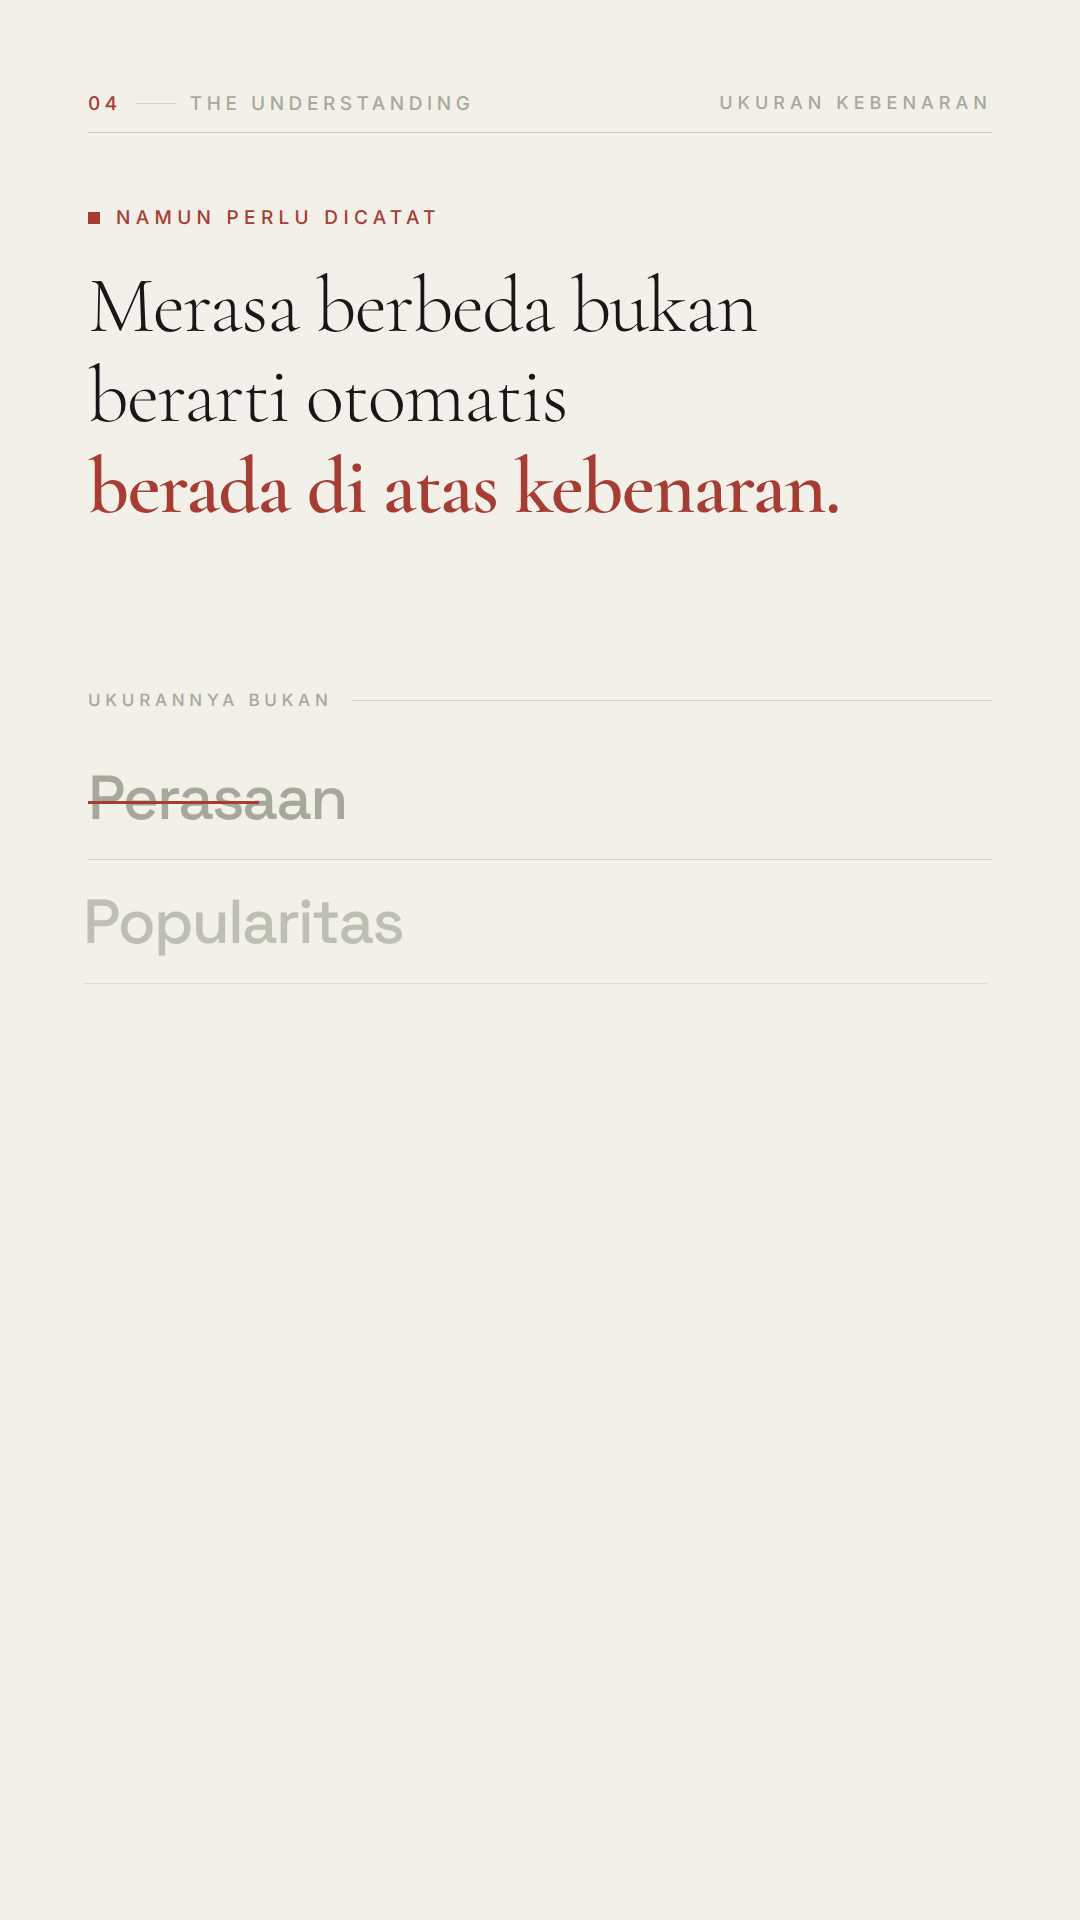 04 THE UNDERSTANDING UKURAN KEBENARAN
NAMUN PERLU DICATAT
Merasa berbeda bukan
berarti otomatis
berada di atas kebenaran.
UKURANNYA BUKAN
Perasaan
Popularitas